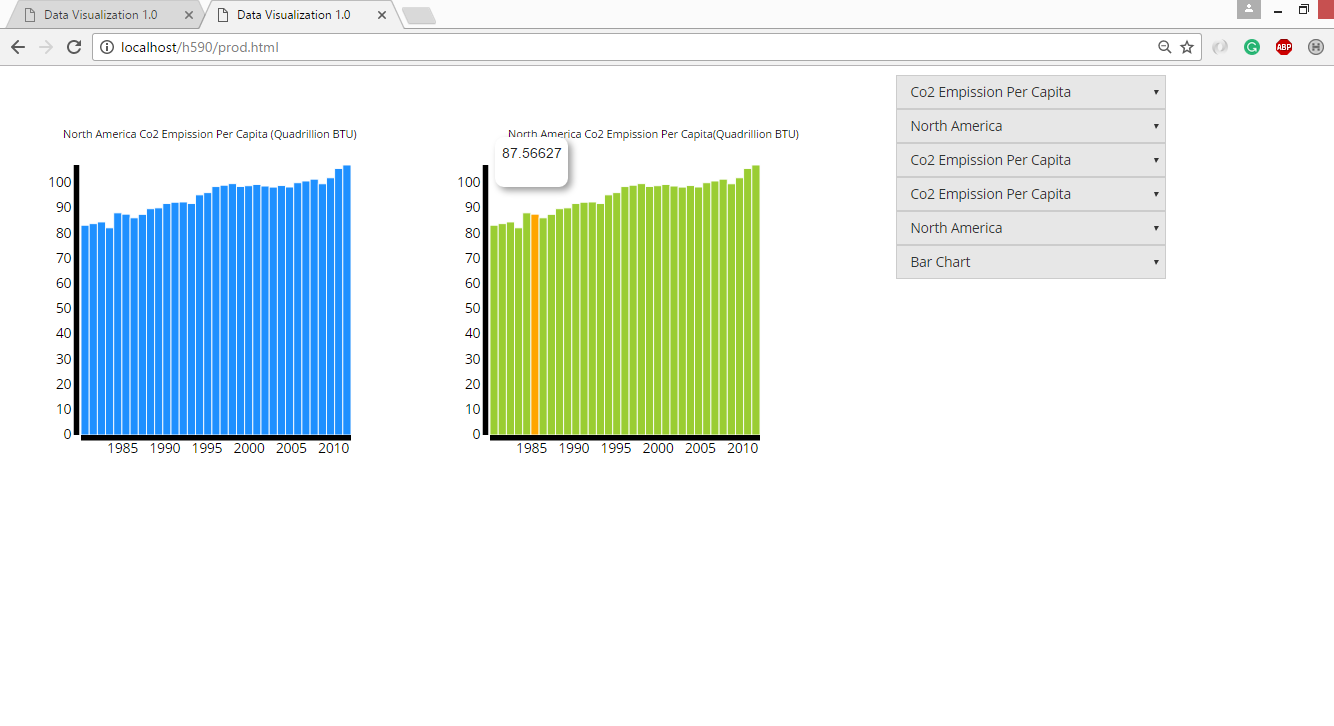 Data Visualization 1.0
Data Visualization 1.0
localhost/h590/prod.html
ABP
H
North America Co2 Empission Per Capita (Quadrillion BTU)
100
90
80
70
60
50
40
30
20
10
0
1985 1990 1995 2000 2005 2010
North America Co2 Empission Per Capita(Quadrillion BTU)
87.56627
100
90
80
70
60
50
40
30
20
10
0
1985 1990 1995 2000 2005 2010
Co2 Empission Per Capita
North America
Co2 Empission Per Capita
Co2 Empission Per Capita
North America
Bar Chart